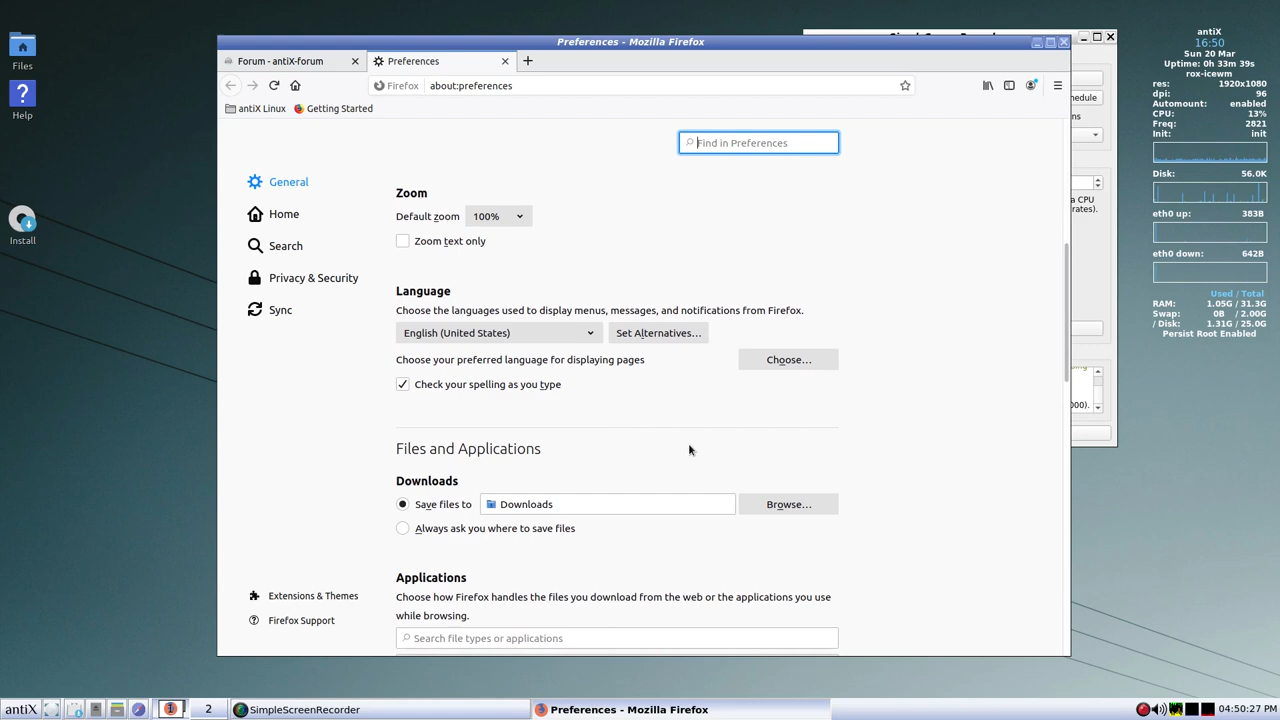 Files
Help
Install
Preferences - Mozilla Firefox
Forum - antiX-forum
Preferences
Firefox about:preferences
antiX Linux Getting Started
Find in Preferences
General
Home
Search
Privacy & Security
Sync
Extensions & Themes
Firefox Support
Zoom
Default zoom 100%
Zoom text only
Language
Choose the languages used to display menus, messages, and notifications from Firefox.
English (United States) Set Alternatives...
Choose your preferred language for displaying pages Choose...
Check your spelling as you type
Files and Applications
Downloads
Save files to Downloads Browse...
Always ask you where to save files
Applications
Choose how Firefox handles the files you download from the web or the applications you use
while browsing.
Search file types or applications
a CPU
rates).
000).
antiX
16:50
Sun 20 Mar
Uptime: 0h 33m 39s
rox-icewm
res: 1920x1080
dpi: 96
Automount: enabled
CPU: 13%
Freq: 2821
Init: init
Disk: 56.0K
eth0 up: 383B
eth0 down: 642B
Used / Total
RAM: 1.05G / 31.3G
Swap: 0B / 2.00G
/ Disk: 1.31G / 25.0G
Persist Root Enabled
antiX 1 2 SimpleScreenRecorder Preferences - Mozilla Firefox 04:50:27 PM